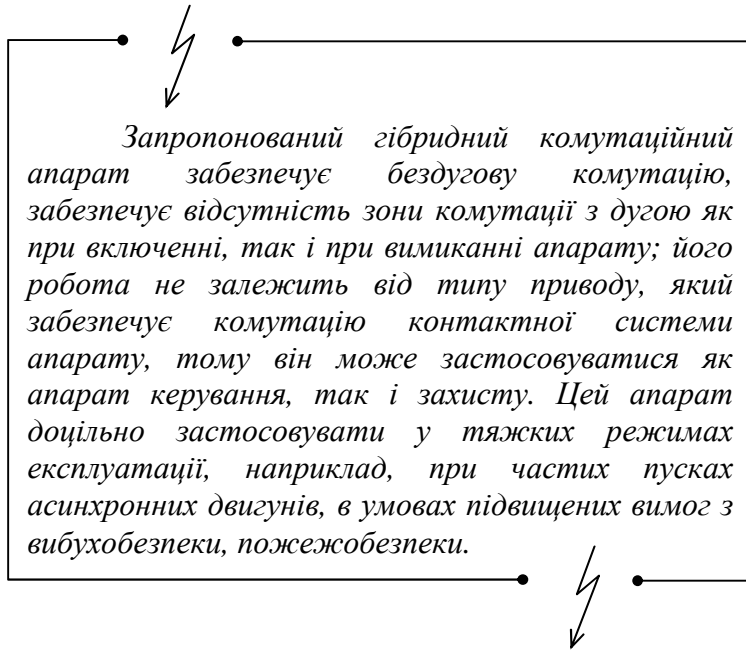 Запропонований гібридний комутаційний
апарат забезпечує бездугову комутацію,
забезпечує відсутність зони комутації з дугою як
при включенні, так і при вимиканні апарату; його
робота не залежить від типу приводу, який
забезпечує комутацію контактної системи
апарату, тому він може застосовуватися як
апарат керування, так і захисту. Цей апарат
доцільно застосовувати у тяжких режимах
експлуатації, наприклад, при частих пусках
асинхронних двигунів, в умовах підвищених вимог з
вибухобезпеки, пожежобезпеки.